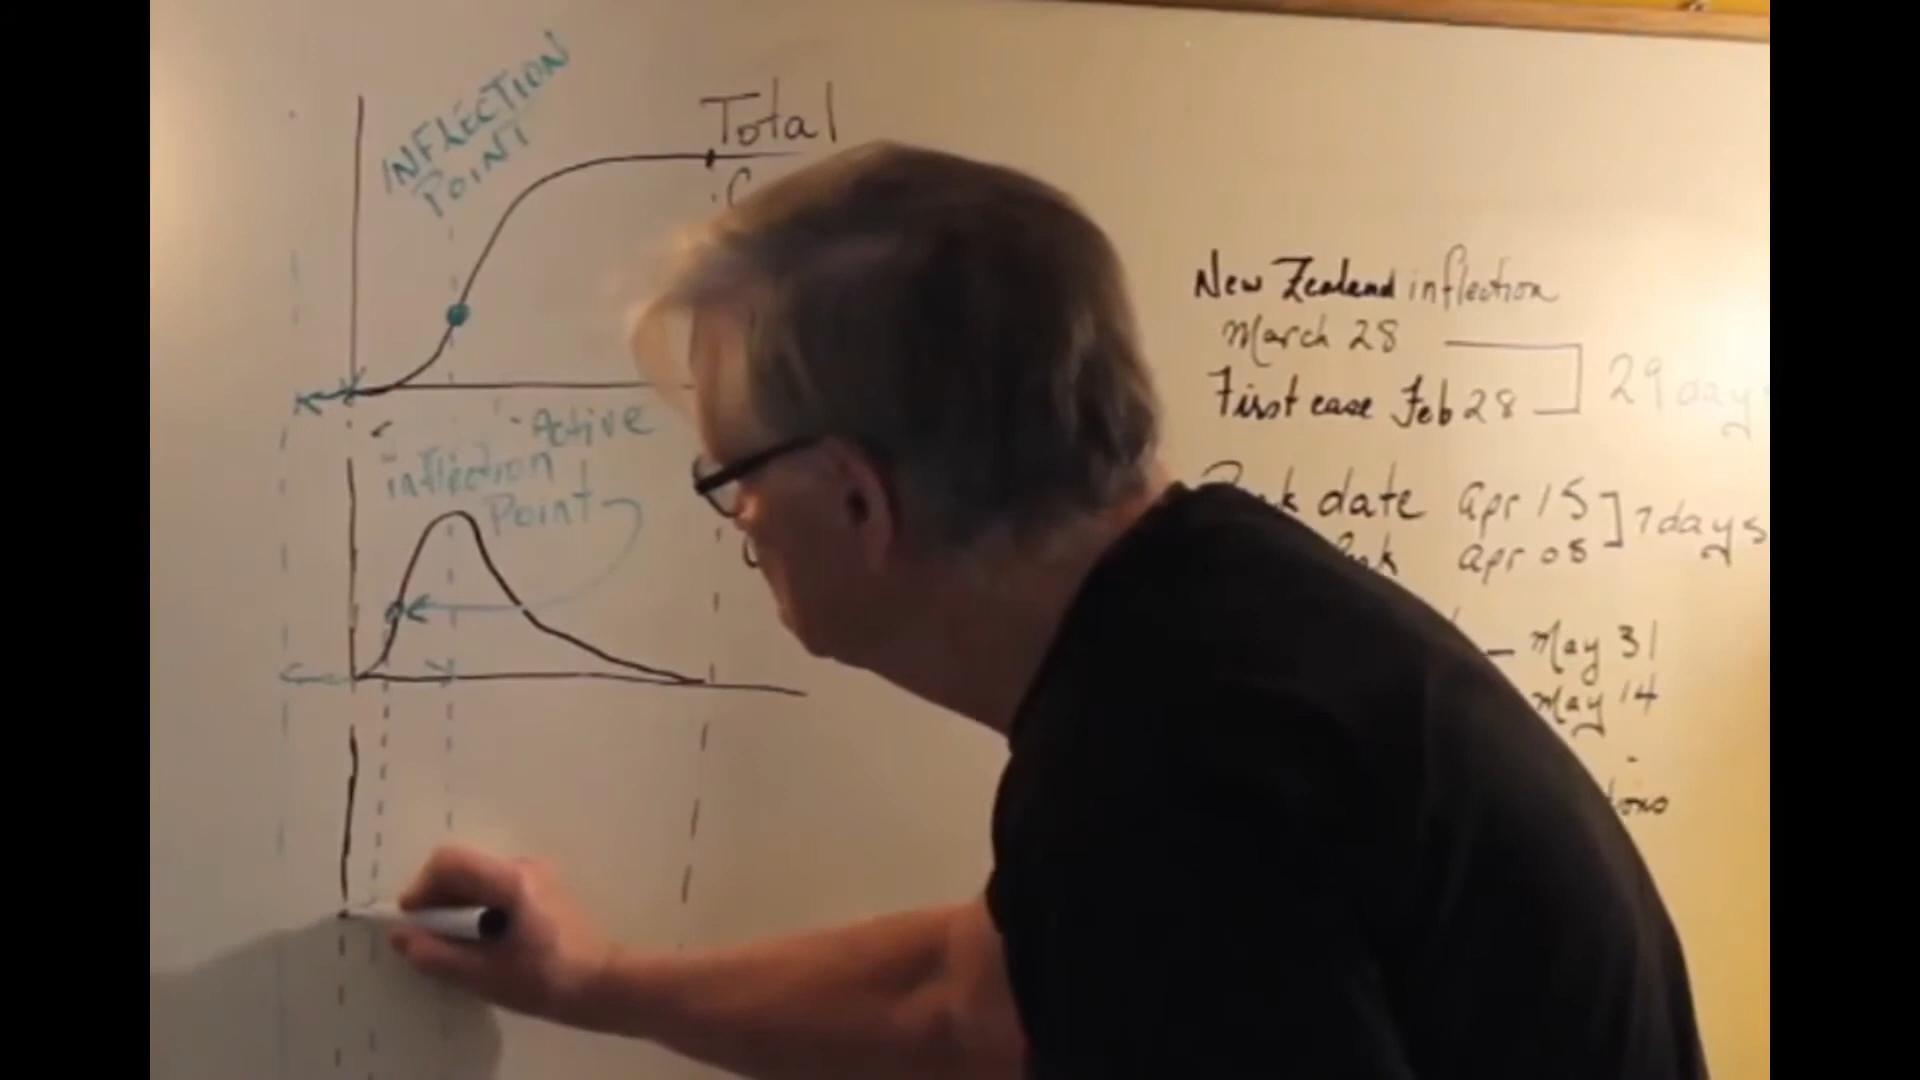 INFLECTION
POINT
Total
C
Active
inflection
Point
New Zealand inflection
March 28
First case Feb 28
29 days
date Apr 15
Apr 08
7 days
May 31
May 14